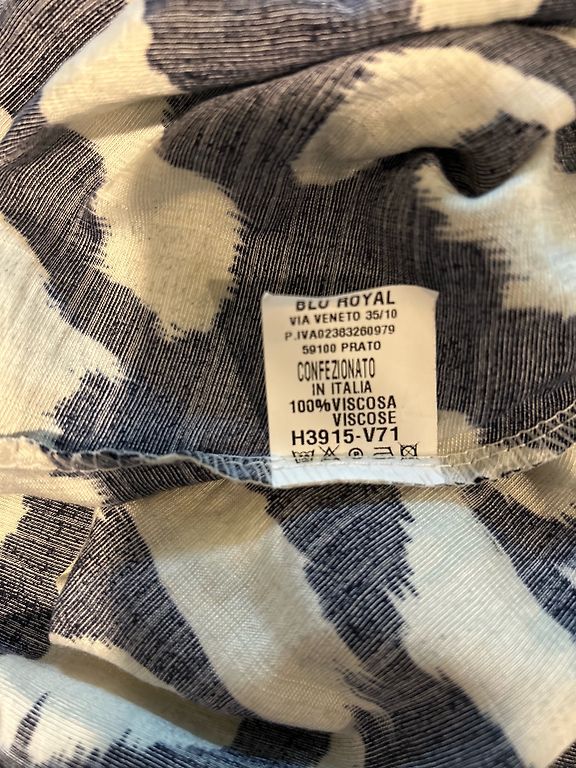 BLU ROYAL
VIA VENETO 35/10
P.IVA02383260979
59100 PRATO
CONFEZIONATO
IN ITALIA
100%VISCOSA
VISCOSE
H3915-V71